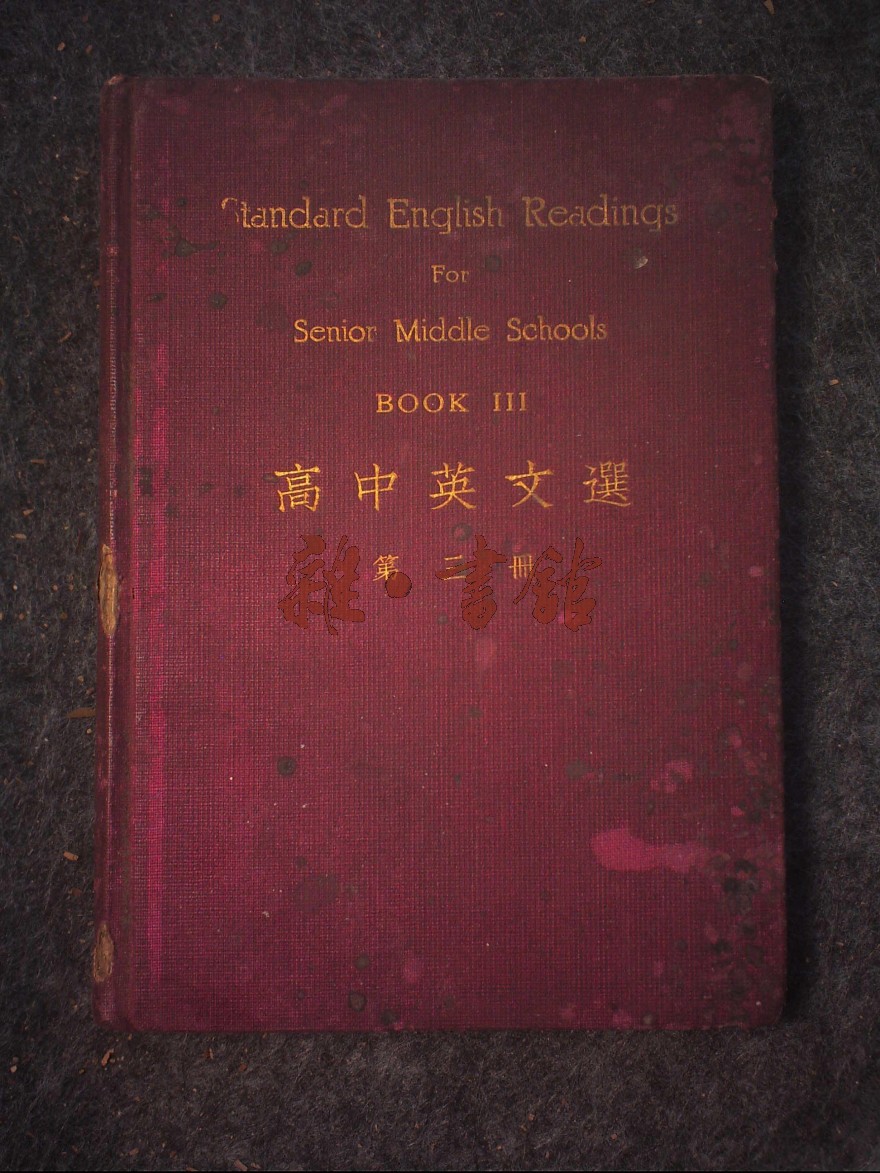 Standard English Readings
For
Senior Middle Schools
BOOK III
高中英文選
第三冊
雜·書館